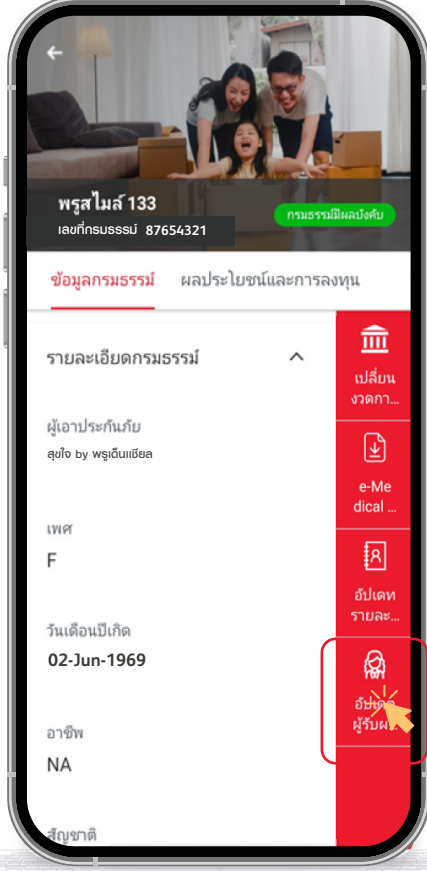 พรูสไมล์ 133
กรมธรรม์มีผลบังคับ
เลขที่กรมธรรม์ 87654321
ข้อมูลกรมธรรม์ ผลประโยชน์และการลงทุน
รายละเอียดกรมธรรม์
ผู้เอาประกันภัย
สุขใจ by พรูเด็นเชียล
เพศ
F
วันเดือนปีเกิด
02-Jun-1969
อาชีพ
NA
สัญชาติ
เปลี่ยน
งวดกา...
e-Me
dical ...
อัปเดท
รายละ...
อัปเดต
ผู้รับผ...